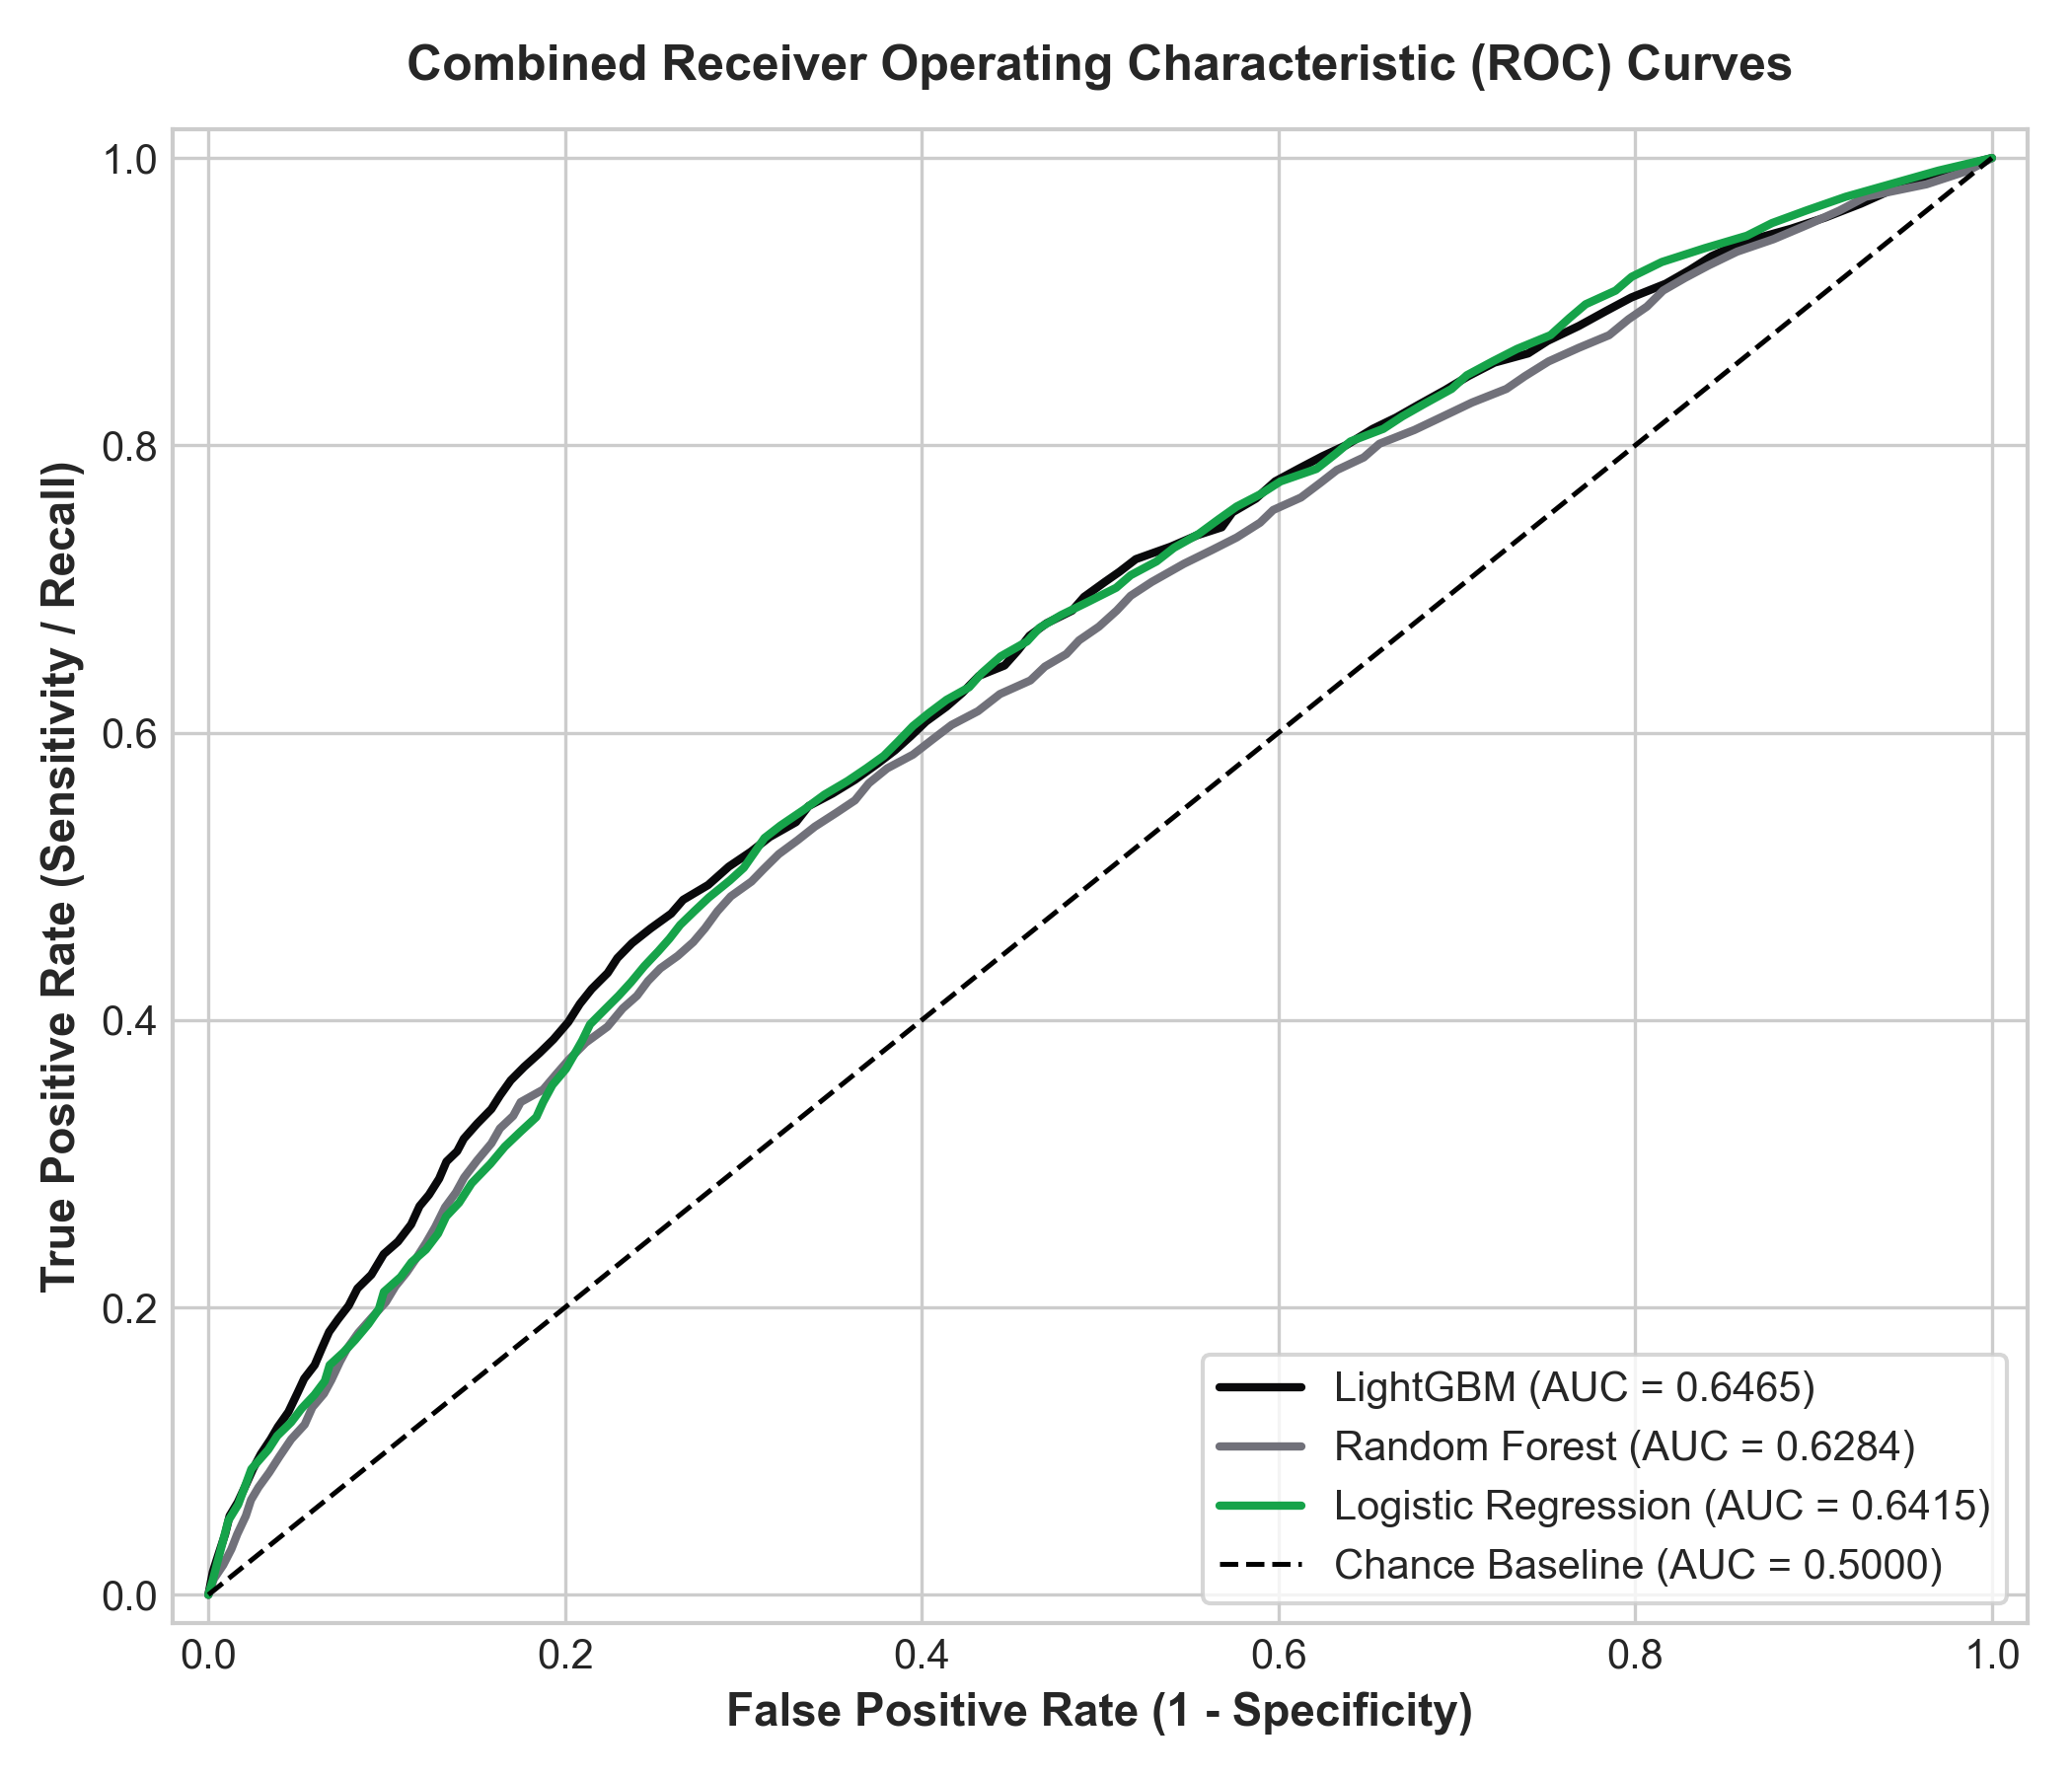 Combined Receiver Operating Characteristic (ROC) Curves
True Positive Rate (Sensitivity / Recall)
1.0
0.8
0.6
0.4
0.2
0.0
LightGBM (AUC = 0.6465)
Random Forest (AUC = 0.6284)
Logistic Regression (AUC = 0.6415)
Chance Baseline (AUC = 0.5000)
0.0 0.2 0.4 0.6 0.8 1.0
False Positive Rate (1 - Specificity)